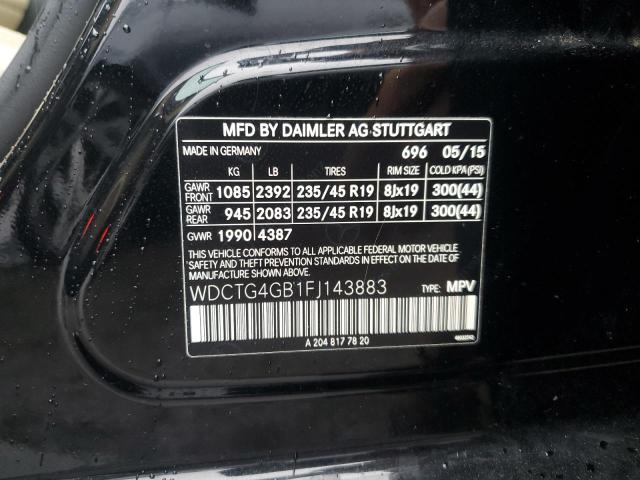 MFD BY DAIMLER AG STUTTGART
MADE IN GERMANY 696 05/15
KG LB TIRES RIM SIZE COLD KPA(PSI)
GAWR FRONT 1085 2392 235/45 R19 8Jx19 300(44)
GAWR REAR 945 2083 235/45 R19 8Jx19 300(44)
GVWR 1990 4387
THIS VEHICLE CONFORMS TO ALL APPLICABLE FEDERAL MOTOR VEHICLE
SAFETY AND THEFT PREVENTION STANDARDS IN EFFECT ON THE DATE
OF MANUFACTURE SHOWN ABOVE.
WDCTG4GB1FJ143883 TYPE: MPV
A 204 817 78 20